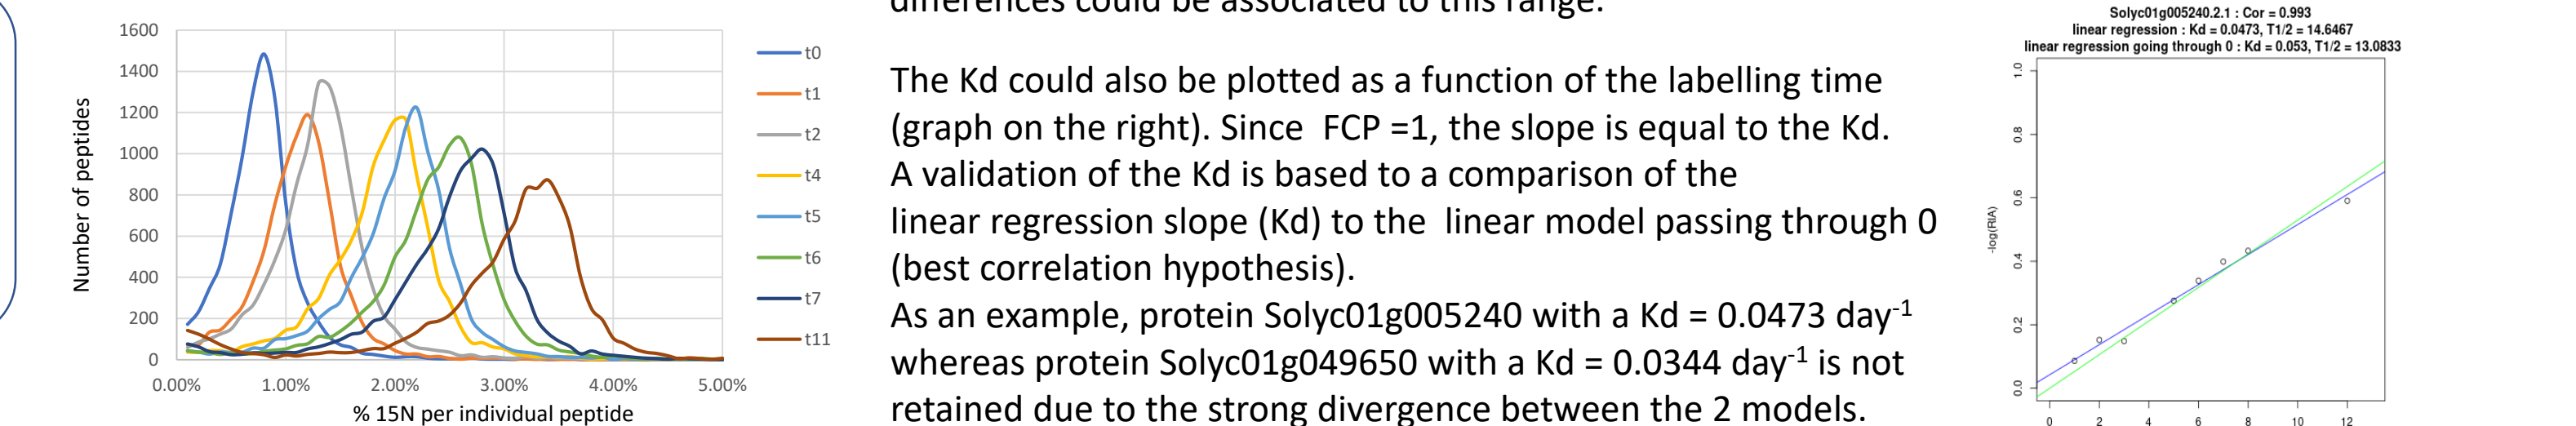 1600
1400
1200
1000
800
600
400
200
0
Number of peptides
0.00% 1.00% 2.00% 3.00% 4.00% 5.00%
% 15N per individual peptide
t0
t1
t2
t4
t5
t6
t7
t11
differences could be associated to this range.
The Kd could also be plotted as a function of the labelling time
(graph on the right). Since FCP =1, the slope is equal to the Kd.
A validation of the Kd is based to a comparison of the
linear regression slope (Kd) to the linear model passing through 0
(best correlation hypothesis).
As an example, protein Solyc01g005240 with a Kd = 0.0473 day-1
whereas protein Solyc01g049650 with a Kd = 0.0344 day-1 is not
retained due to the strong divergence between the 2 models.
Solyc01g005240.2.1 : Cor = 0.993
linear regression : Kd = 0.0473, T1/2 = 14.6467
linear regression going through 0 : Kd = 0.053, T1/2 = 13.0833
1.0
0.8
0.6
0.4
0.2
0.0
-log(RIA)
0 2 4 6 8 10 12